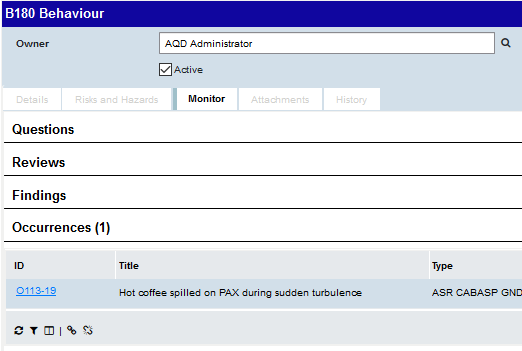 B180 Behaviour
Owner AQD Administrator
Active
Details Risks and Hazards Monitor Attachments History
Questions
Reviews
Findings
Occurrences (1)
ID Title Type
O113-19 Hot coffee spilled on PAX during sudden turbulence ASR CABASP GND